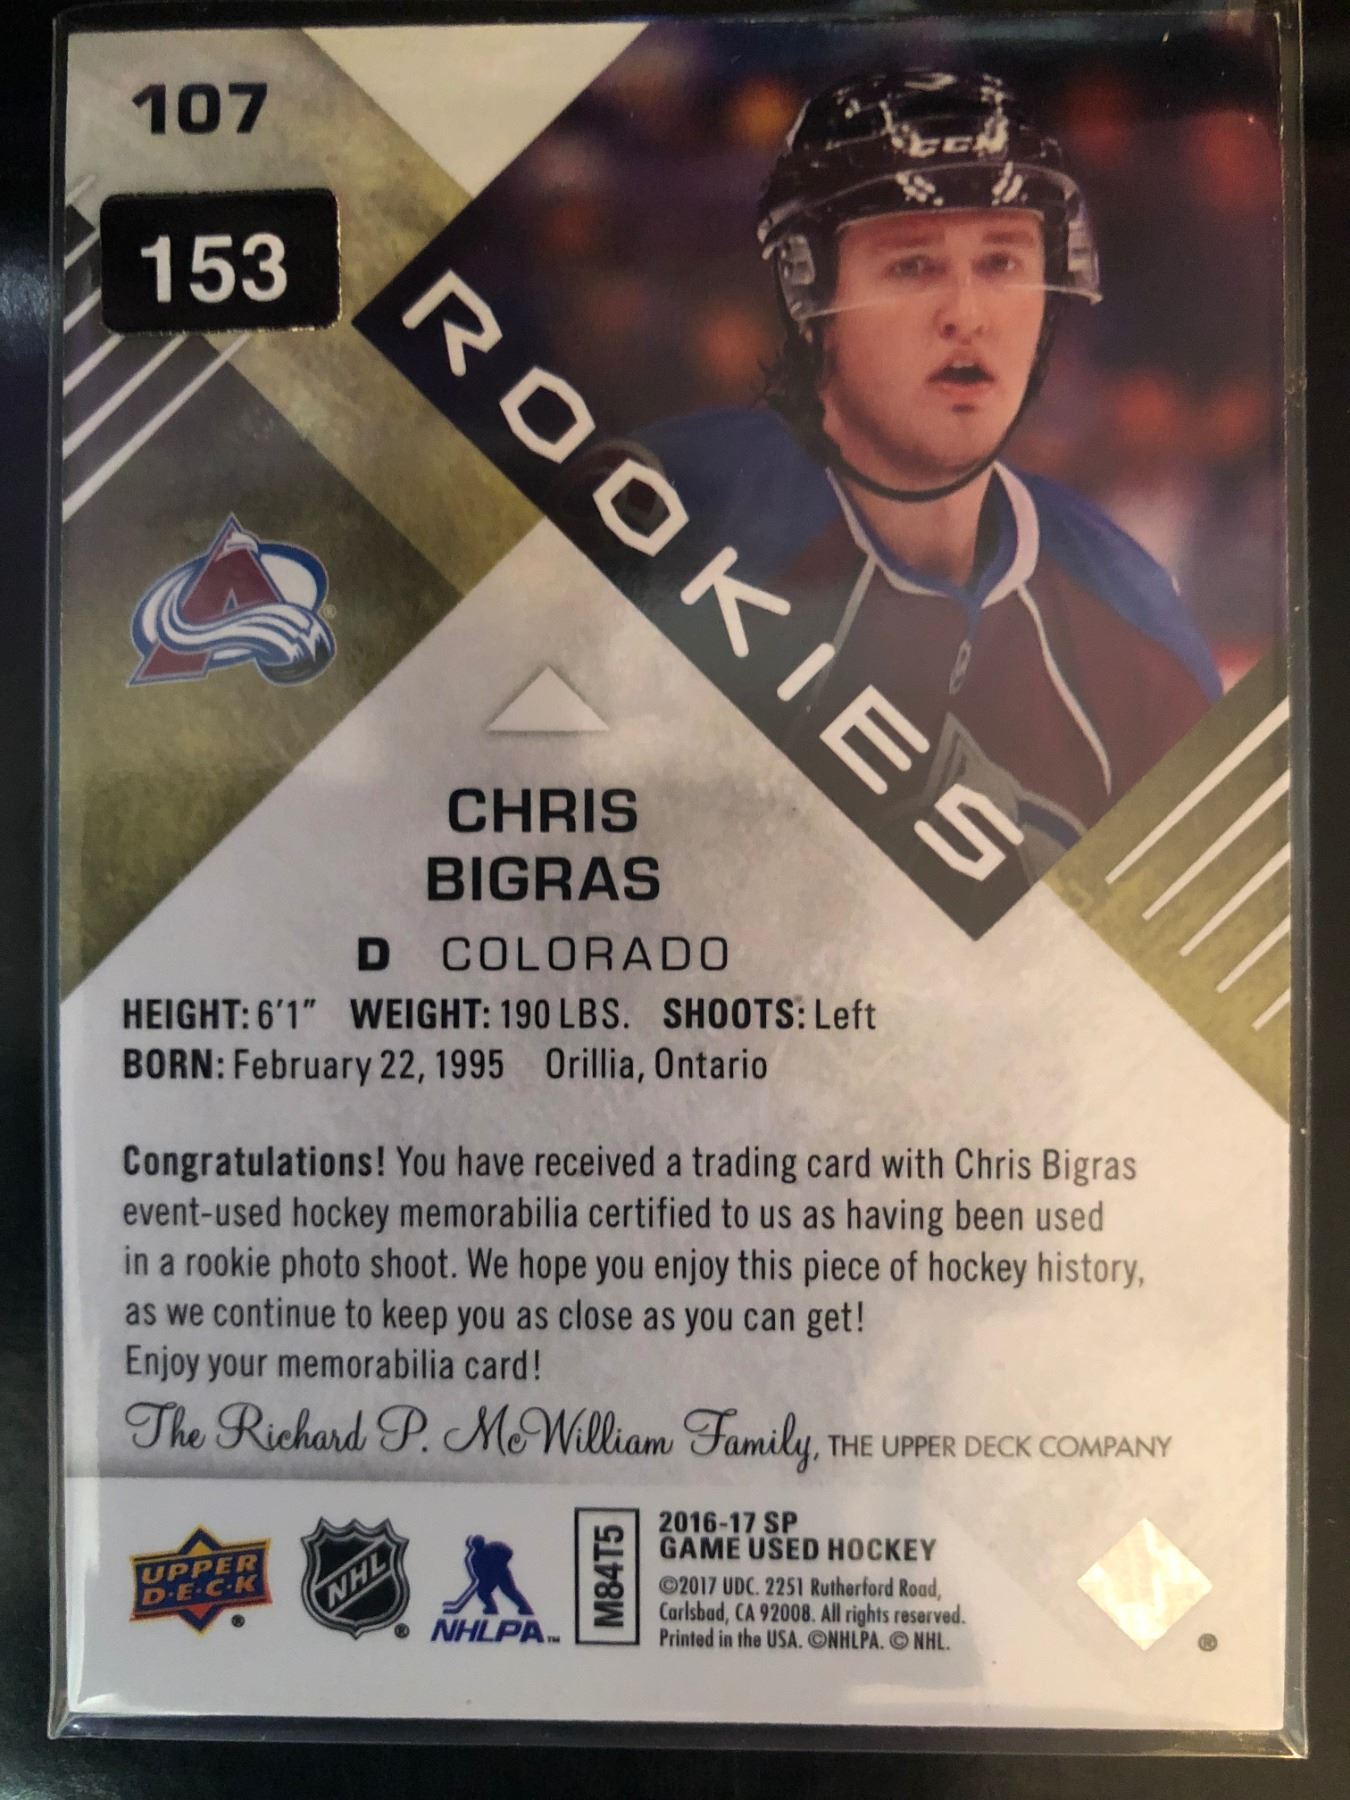 107
153
CCM
ROOKIES
CHRIS
BIGRAS
D COLORADO
HEIGHT: 6'1" WEIGHT: 190 LBS. SHOOTS: Left
BORN: February 22, 1995 Orillia, Ontario
Congratulations! You have received a trading card with Chris Bigras
event-used hockey memorabilia certified to us as having been used
in a rookie photo shoot. We hope you enjoy this piece of hockey history,
as we continue to keep you as close as you can get!
Enjoy your memorabilia card!
The Richard P. McWilliam Family, THE UPPER DECK COMPANY
UPPER
D·E·C·K ®
NHL ®
NHLPA™
M84T5
2016-17 SP
GAME USED HOCKEY
©2017 UDC. 2251 Rutherford Road,
Carlsbad, CA 92008. All rights reserved.
Printed in the USA. ©NHLPA. © NHL.
®